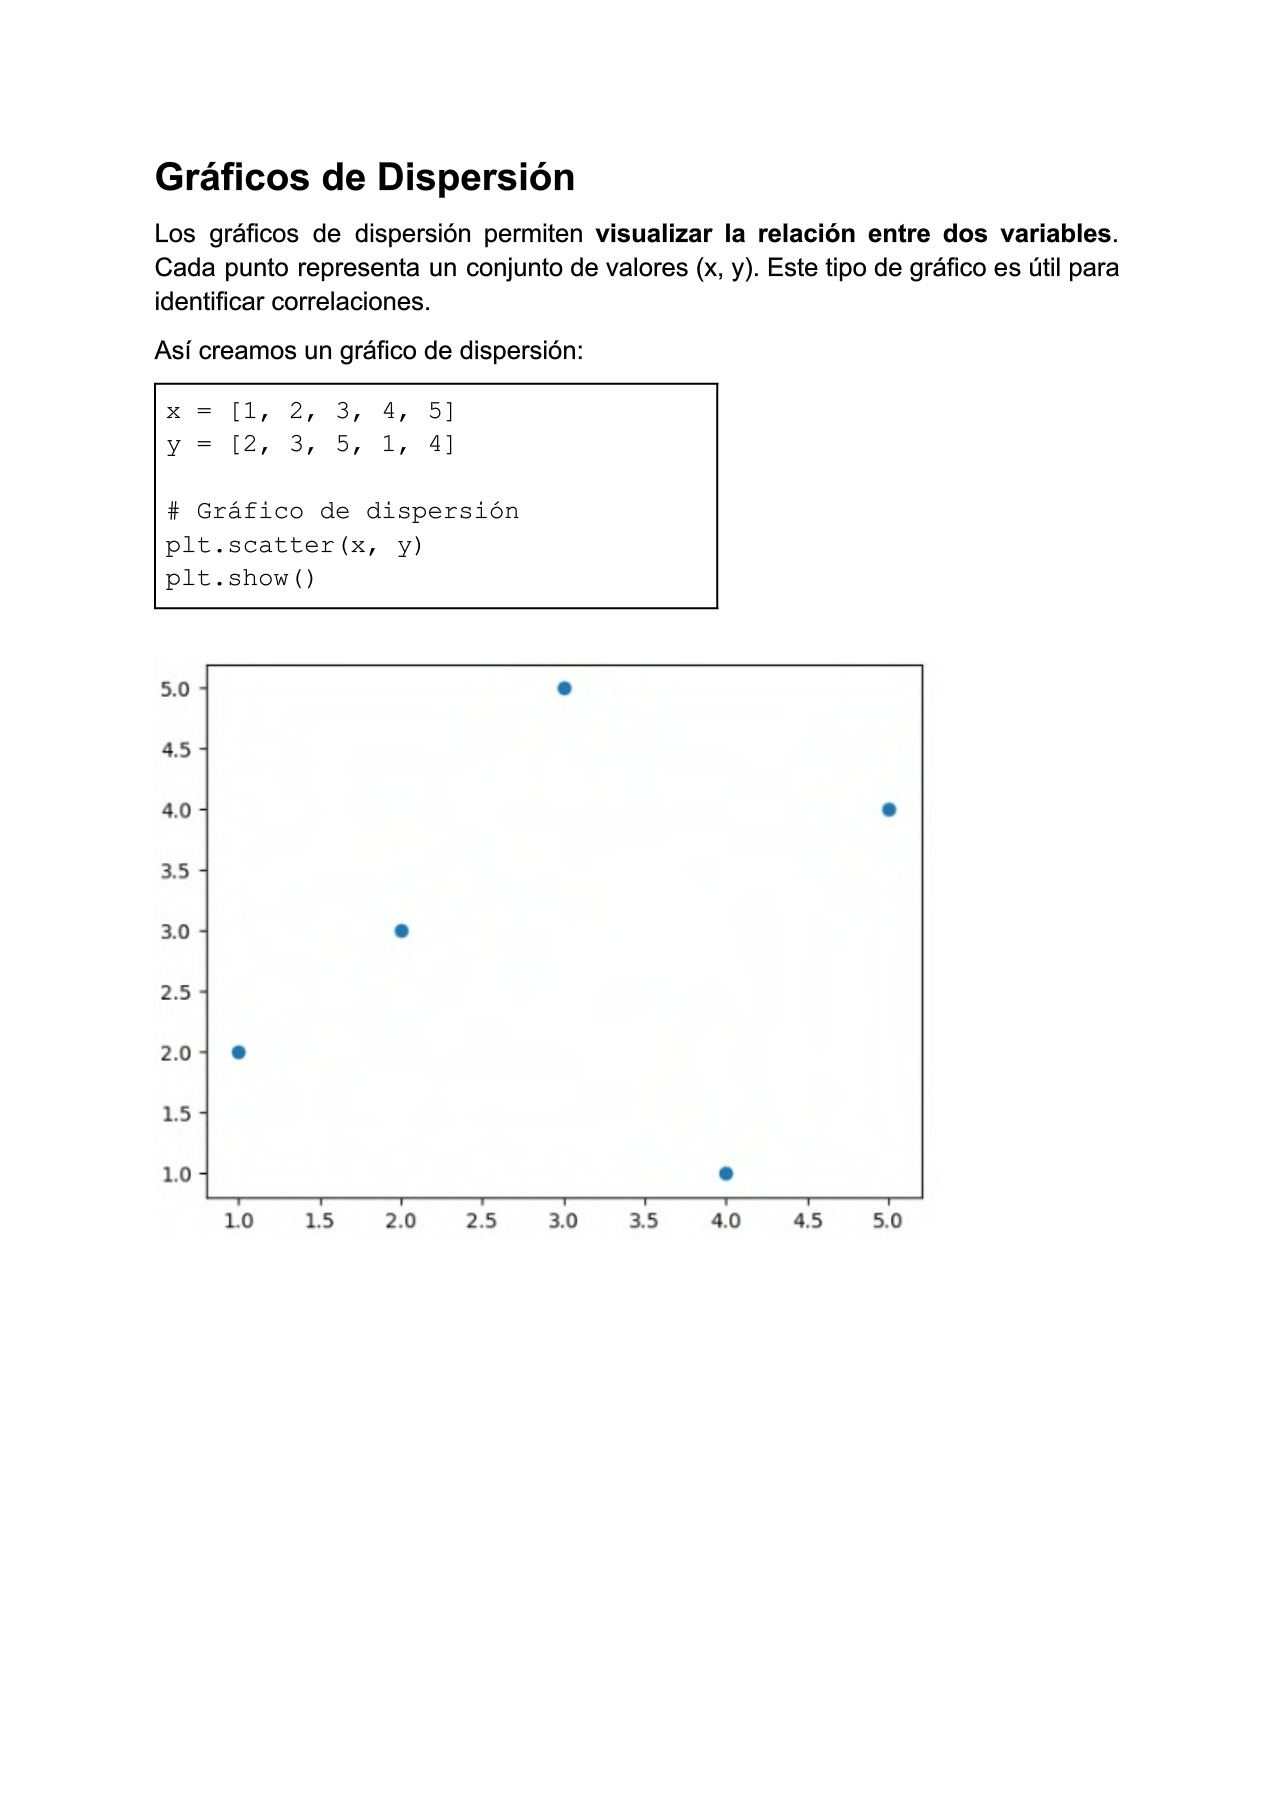 Gráficos de Dispersión
Los gráficos de dispersión permiten visualizar la relación entre dos variables.
Cada punto representa un conjunto de valores (x, y). Este tipo de gráfico es útil para
identificar correlaciones.
Así creamos un gráfico de dispersión:
x = [1, 2, 3, 4, 5]
y = [2, 3, 5, 1, 4]
# Gráfico de dispersión
plt.scatter(x, y)
plt.show()
5.0
4.5
4.0
3.5
3.0
2.5
2.0
1.5
1.0
1.0 1.5 2.0 2.5 3.0 3.5 4.0 4.5 5.0